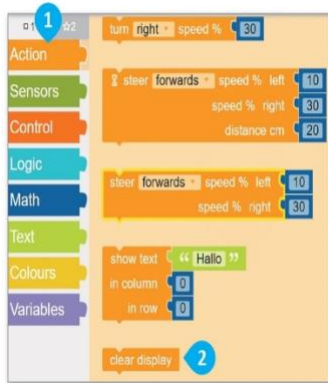 1 ☆2
1
Action
Sensors
Control
Logic
Math
Text
Colours
Variables
turn right speed % 30
steer forwards speed % left 10
speed % right 30
distance cm 20
steer forwards speed % left 10
speed % right 30
show text “ Hallo ”
in column 0
in row 0
clear display 2